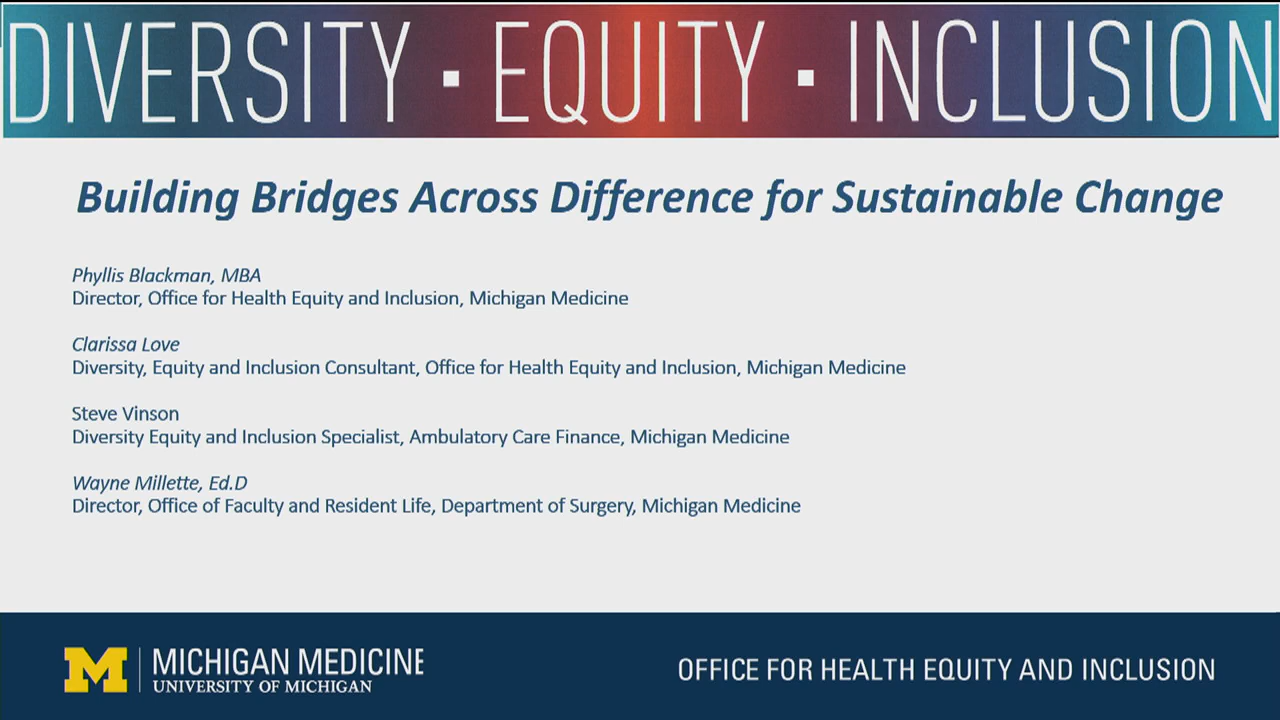 DIVERSITY ▪ EQUITY ▪ INCLUSION
Building Bridges Across Difference for Sustainable Change
Phyllis Blackman, MBA
Director, Office for Health Equity and Inclusion, Michigan Medicine
Clarissa Love
Diversity, Equity and Inclusion Consultant, Office for Health Equity and Inclusion, Michigan Medicine
Steve Vinson
Diversity Equity and Inclusion Specialist, Ambulatory Care Finance, Michigan Medicine
Wayne Millette, Ed.D
Director, Office of Faculty and Resident Life, Department of Surgery, Michigan Medicine
M
MICHIGAN MEDICINE
UNIVERSITY OF MICHIGAN
OFFICE FOR HEALTH EQUITY AND INCLUSION